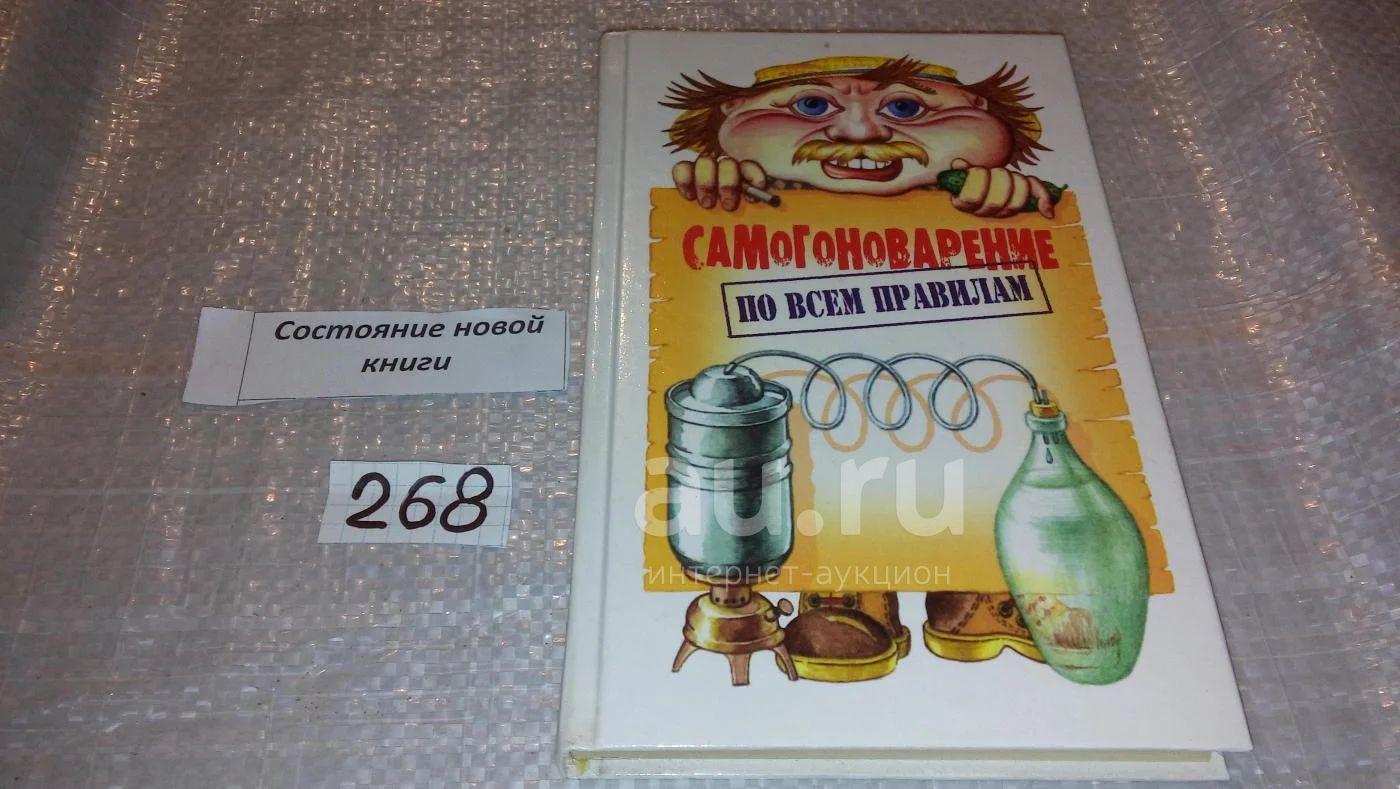 Состояние новой
книги
268
САМОГОНОВАРЕНИЕ
ПО ВСЕМ ПРАВИЛАМ
au.ru
интернет-аукцион